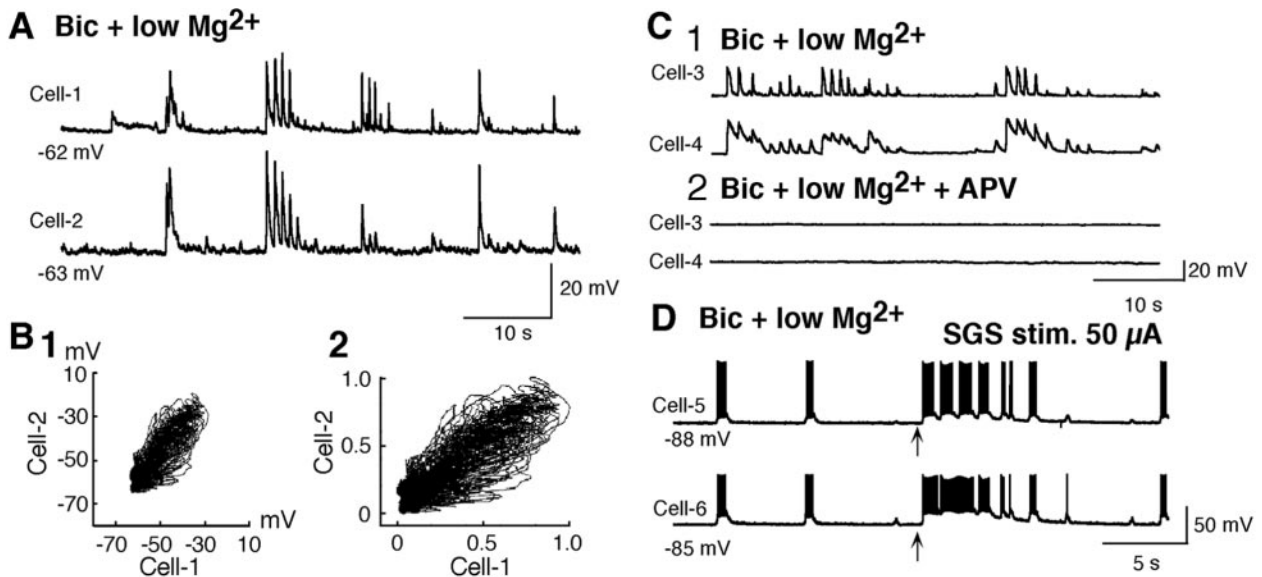 A Bic + low Mg2+
Cell-1
-62 mV
Cell-2
-63 mV
20 mV
10 s
B 1
mV
10
-30
-50
-70
Cell-2
-70 -50 -30 10
mV
Cell-1
2
1.0
0.5
0
Cell-2
0 0.5 1.0
Cell-1
C 1 Bic + low Mg2+
Cell-3
Cell-4
2 Bic + low Mg2+ + APV
Cell-3
Cell-4
20 mV
10 s
D Bic + low Mg2+
SGS stim. 50 µA
Cell-5
-88 mV
Cell-6
-85 mV
50 mV
5 s